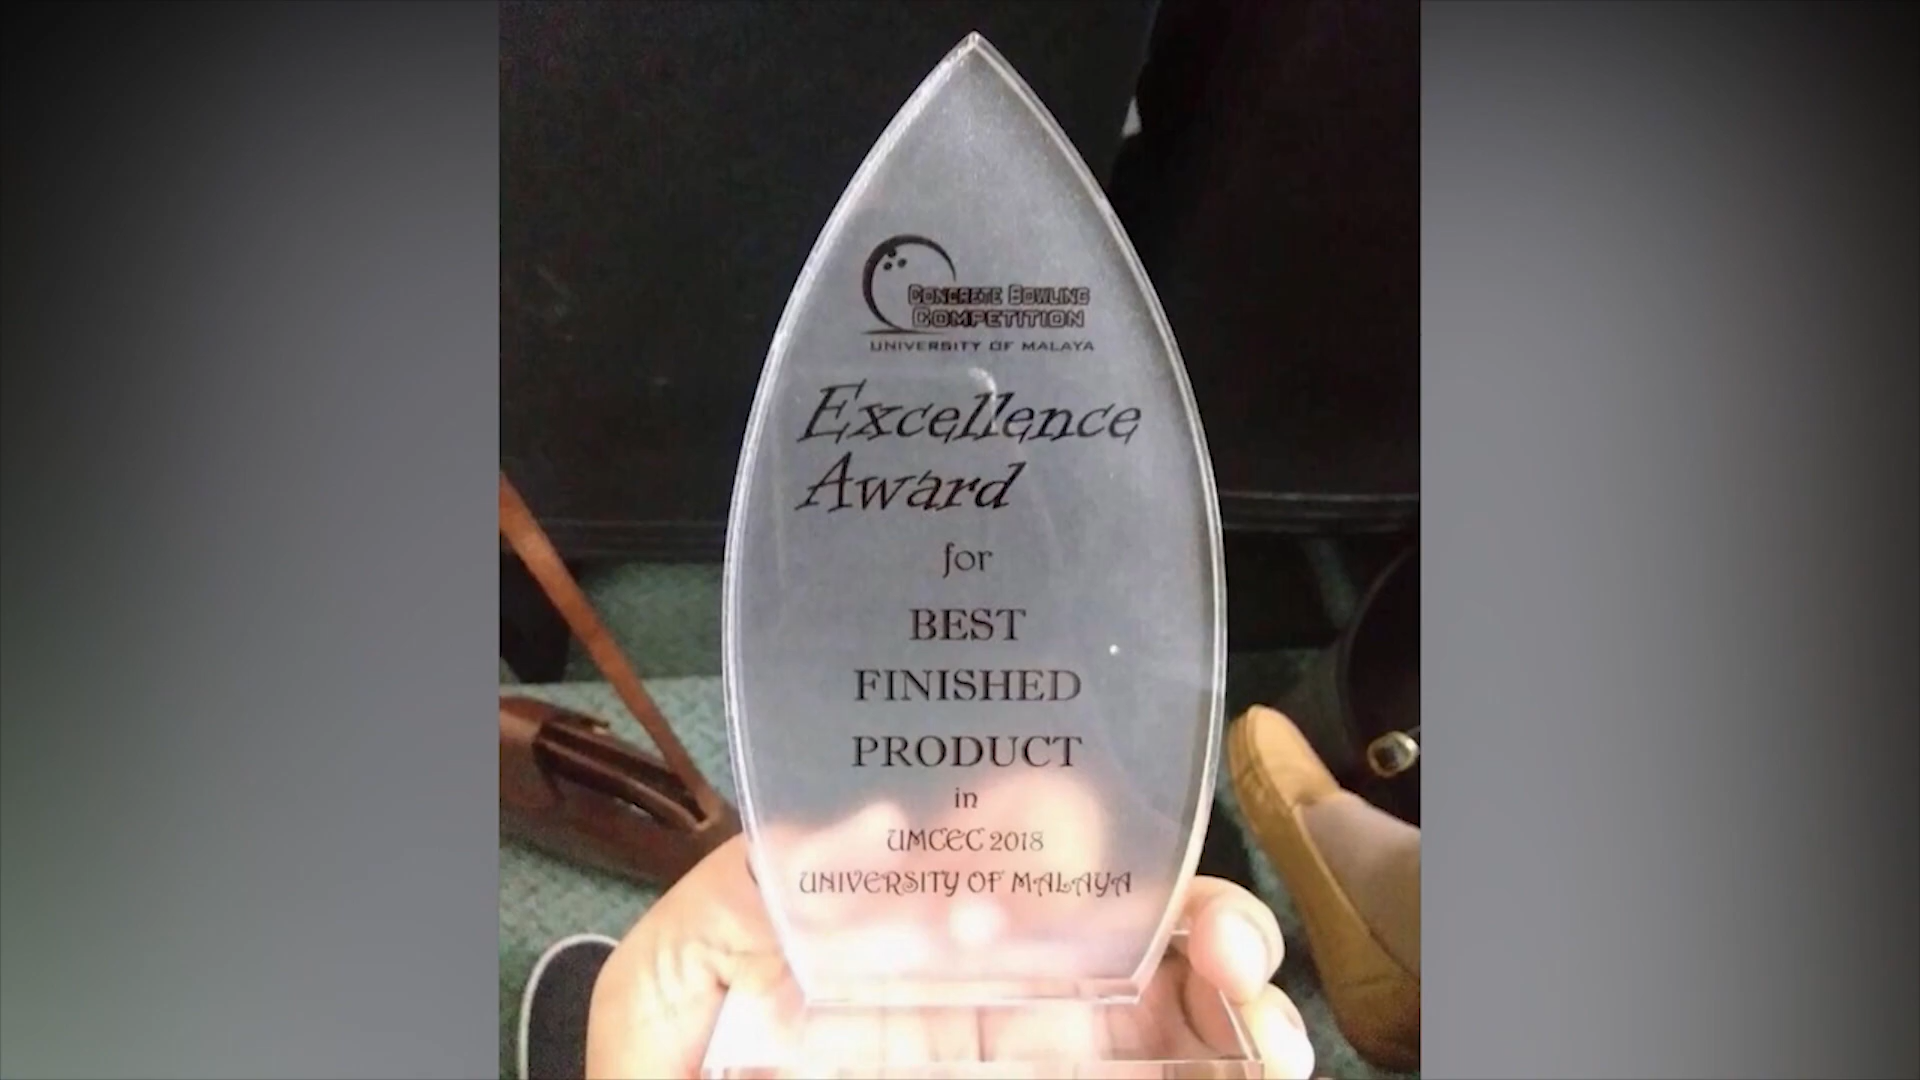 CONCRETE BOWLING
COMPETITION
UNIVERSITY OF MALAYA
Excellence
Award
for
BEST
FINISHED
PRODUCT
in
UMCEC 2018
UNIVERSITY OF MALAYA